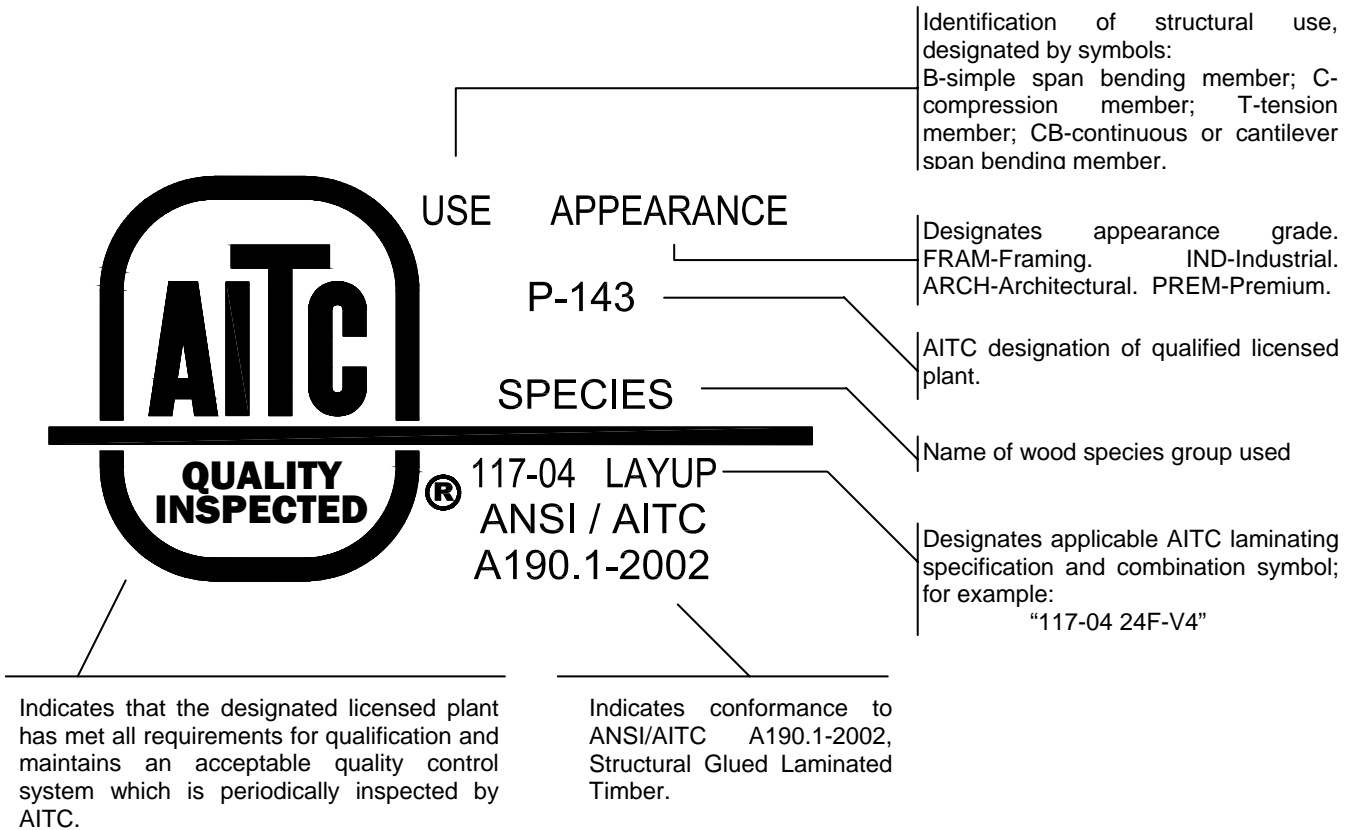 Identification of structural use,
designated by symbols:
B-simple span bending member; C-
compression member; T-tension
member; CB-continuous or cantilever
span bending member.
USE APPEARANCE
Designates appearance grade.
FRAM-Framing. IND-Industrial.
ARCH-Architectural. PREM-Premium.
P-143
AITC designation of qualified licensed
plant.
AITC
SPECIES
Name of wood species group used
QUALITY
INSPECTED
®
117-04 LAYUP
ANSI / AITC
A190.1-2002
Designates applicable AITC laminating
specification and combination symbol;
for example:
“117-04 24F-V4”
Indicates that the designated licensed plant
has met all requirements for qualification and
maintains an acceptable quality control
system which is periodically inspected by
AITC.
Indicates conformance to
ANSI/AITC A190.1-2002,
Structural Glued Laminated
Timber.